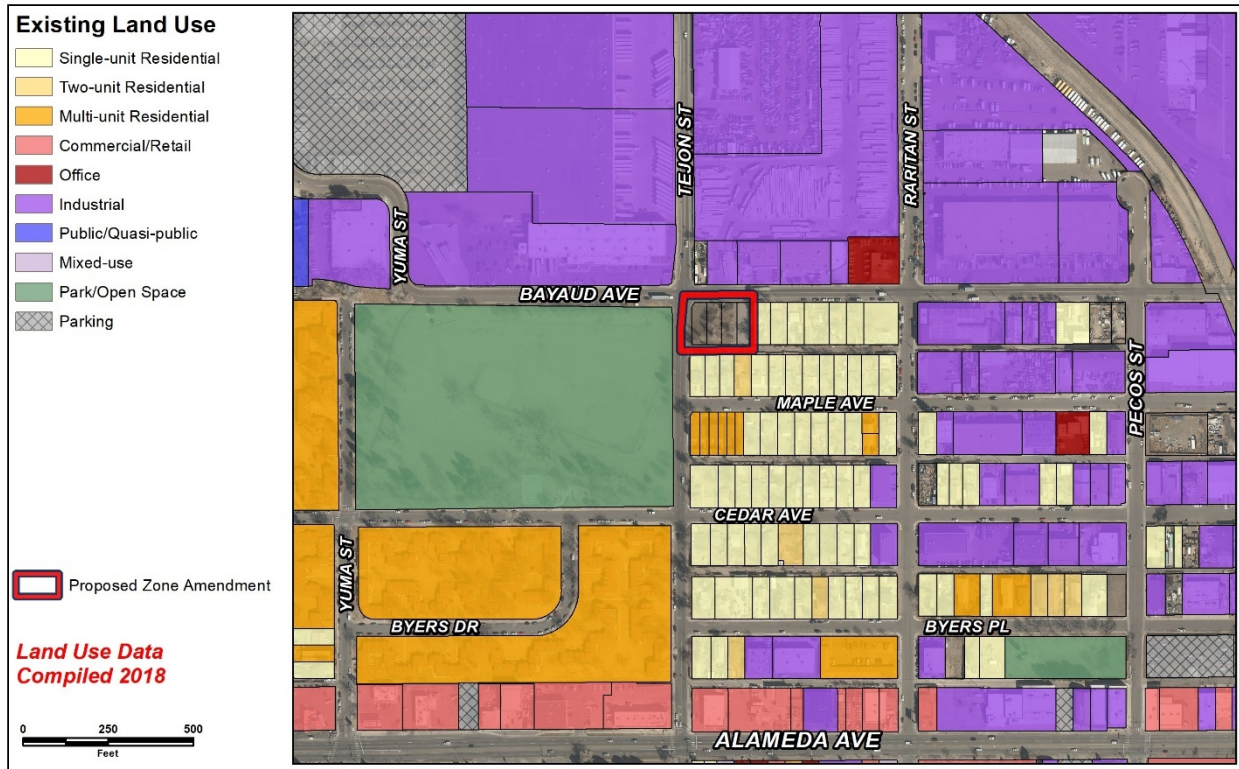 Existing Land Use
Single-unit Residential
Two-unit Residential
Multi-unit Residential
Commercial/Retail
Office
Industrial
Public/Quasi-public
Mixed-use
Park/Open Space
Parking
Proposed Zone Amendment
Land Use Data
Compiled 2018
0 250 500
Feet
TEJON ST
RARITAN ST
YUMA ST
BAYAUD AVE
MAPLE AVE
PECOS ST
CEDAR AVE
YUMA ST
BYERS DR
BYERS PL
ALAMEDA AVE